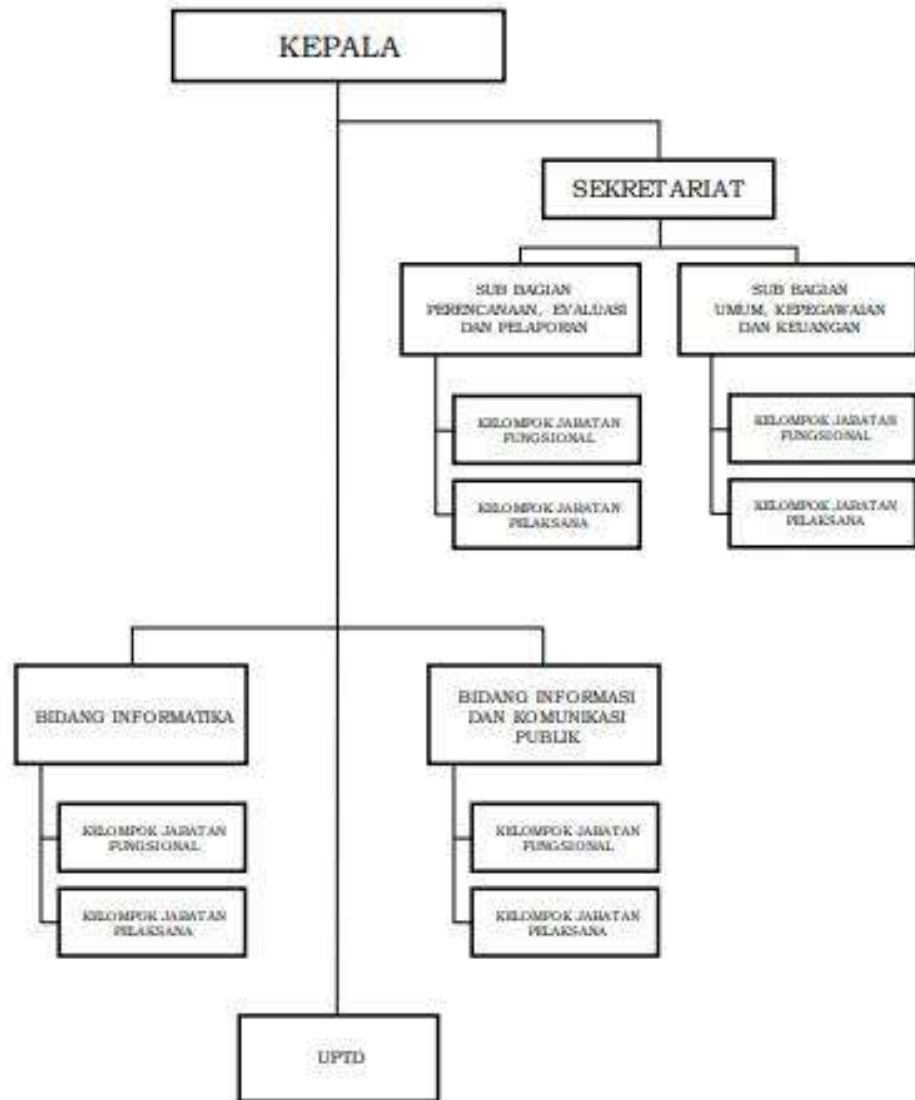 KEPALA
SEKRETARIAT
SUB BAGIAN
PERENCANAAN, EVALUASI
DAN PELAPORAN
SUB BAGIAN
UMUM, KEPEGAWAIAN
DAN KEUANGAN
KELOMPOK JABATAN
FUNGSIONAL
KELOMPOK JABATAN
PELAKSANA
KELOMPOK JABATAN
FUNGSIONAL
KELOMPOK JABATAN
PELAKSANA
BIDANG INFORMATIKA
KELOMPOK JABATAN
FUNGSIONAL
KELOMPOK JABATAN
PELAKSANA
BIDANG INFORMASI
DAN KOMUNIKASI
PUBLIK
KELOMPOK JABATAN
FUNGSIONAL
KELOMPOK JABATAN
PELAKSANA
UPTD